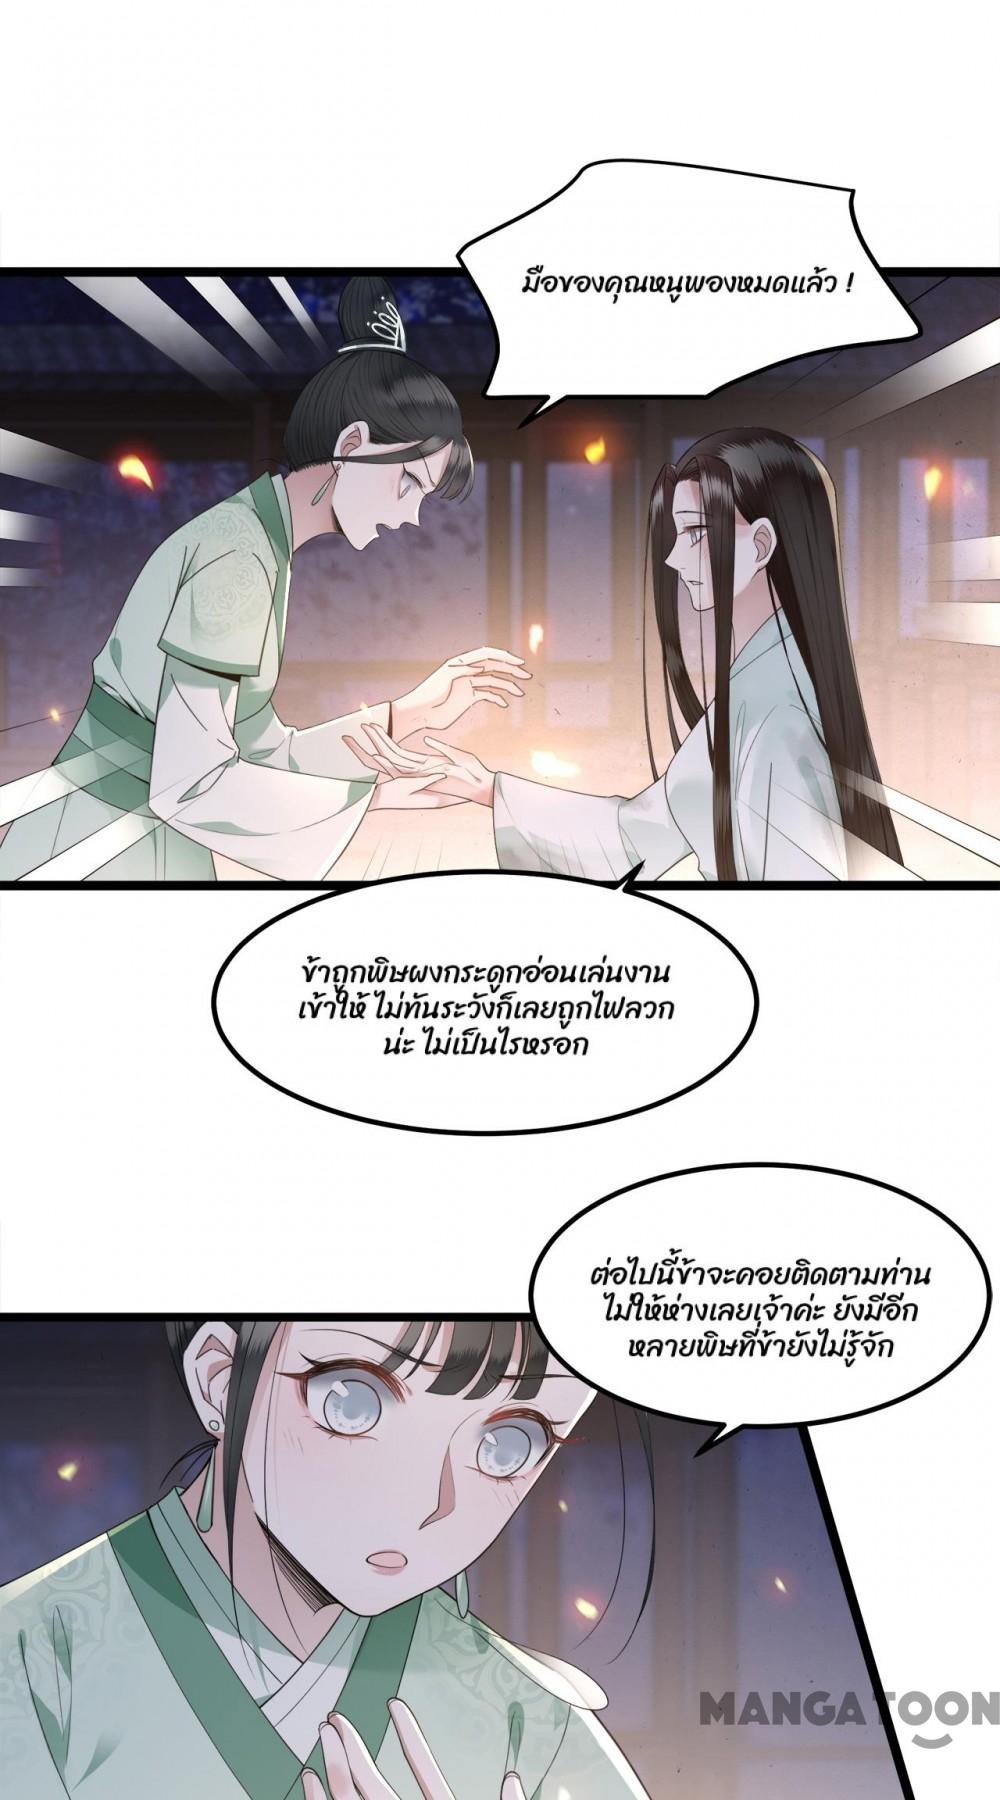 มือของคุณหนูพองหมดแล้ว !
ข้าถูกพิษผงกระดูกอ่อนเล่นงาน
เข้าให้ ไม่ทันระวังก็เลยถูกไฟลวก
น่ะ ไม่เป็นไรหรอก
ต่อไปนี้ข้าจะคอยติดตามท่าน
ไม่ให้ห่างเลยเจ้าค่ะ ยังมีอีก
หลายพิษที่ข้ายังไม่รู้จัก
MANGATOON